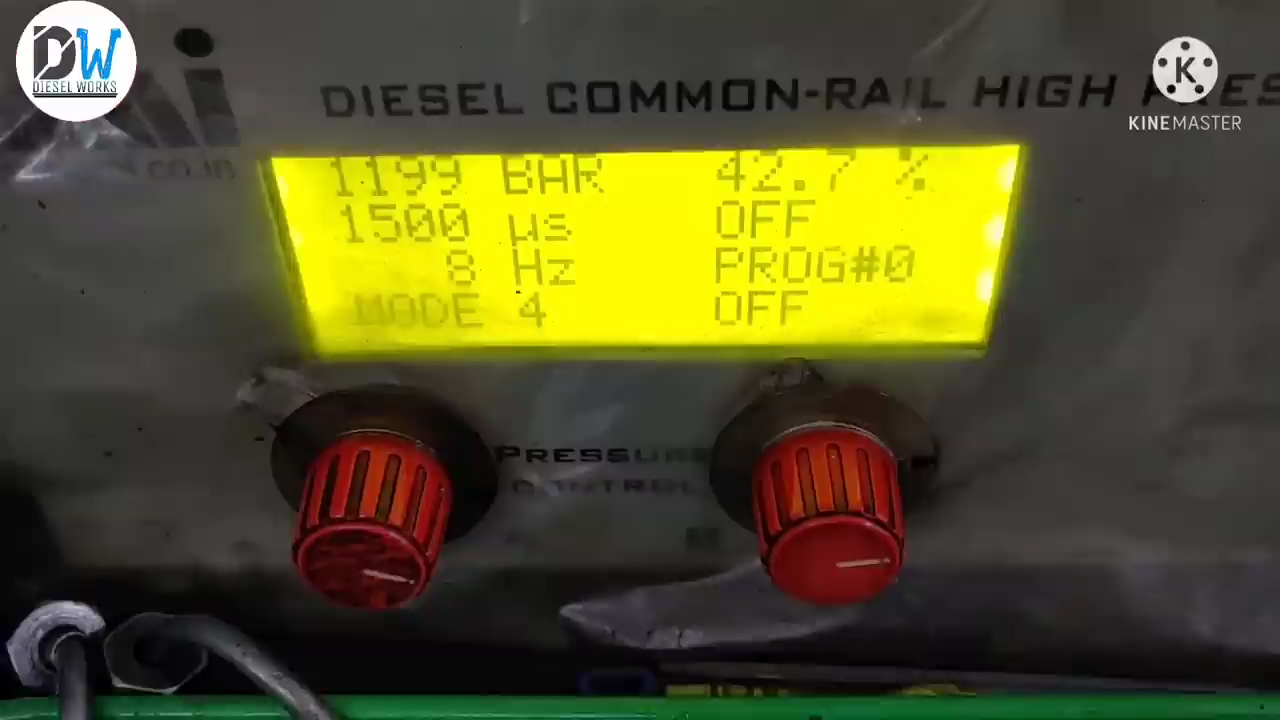 DW
DIESEL WORKS
DIESEL COMMON-RAIL HIGH
K
KINEMASTER
1199 BAR 42.7 %
1500 µs OFF
8 Hz PROG#0
MODE 4 OFF
PRESSURE
CONTROL